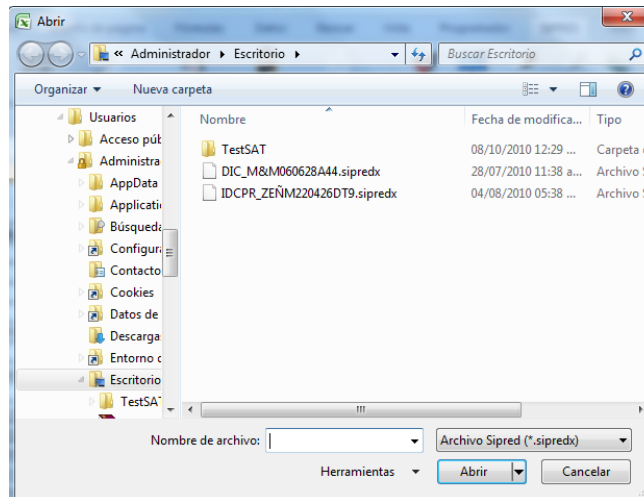 Abrir
« Administrador ▸ Escritorio ▸
Buscar Escritorio
Organizar
Nueva carpeta
Nombre
Fecha de modifica...
Tipo
TestSAT
08/10/2010 12:29 ...
Carpeta
DIC_M&M060628A44.sipredx
28/07/2010 11:38 a...
Archivo S
IDCPR_ZEÑM220426DT9.sipredx
04/08/2010 05:38 ...
Archivo S
Usuarios
Acceso púb
Administra
AppData
Applicati
Búsqueda
Configura
Contacto
Cookies
Datos de
Descarga
Entorno d
Escritorio
TestSAT
Nombre de archivo:
Archivo Sipred (*.sipredx)
Herramientas
Abrir
Cancelar